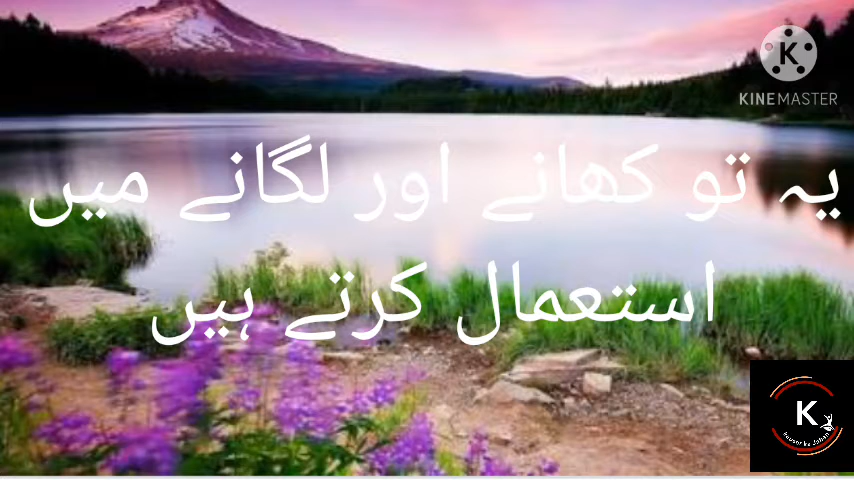 KINEMASTER
یہ تو کھانے اور لگانے میں
استعمال کرتے ہیں
K